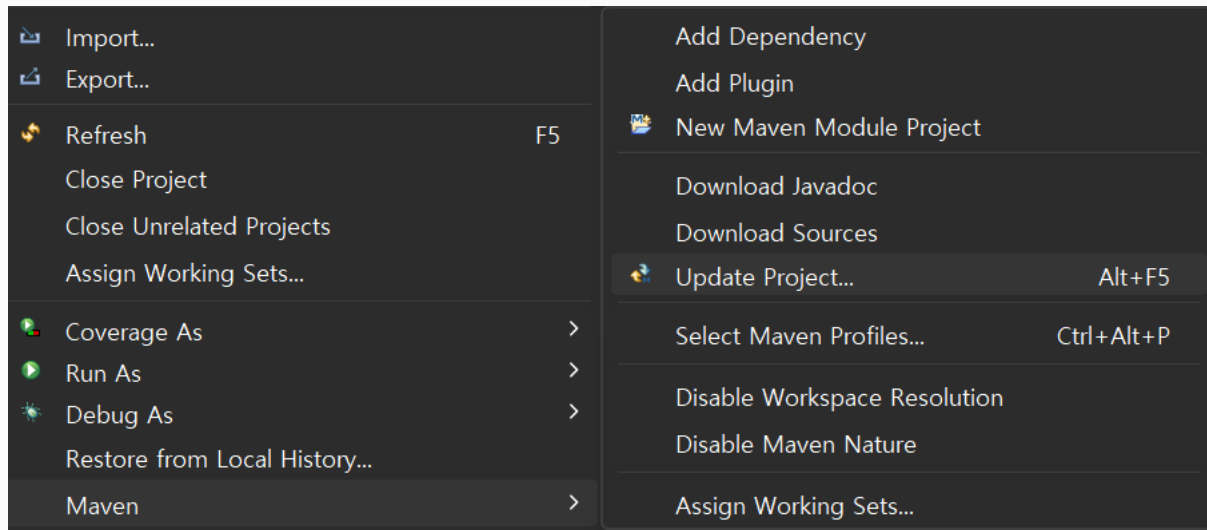 Import...
Export...
Refresh F5
Close Project
Close Unrelated Projects
Assign Working Sets...
Coverage As
Run As
Debug As
Restore from Local History...
Maven
Add Dependency
Add Plugin
New Maven Module Project
Download Javadoc
Download Sources
Update Project... Alt+F5
Select Maven Profiles... Ctrl+Alt+P
Disable Workspace Resolution
Disable Maven Nature
Assign Working Sets...